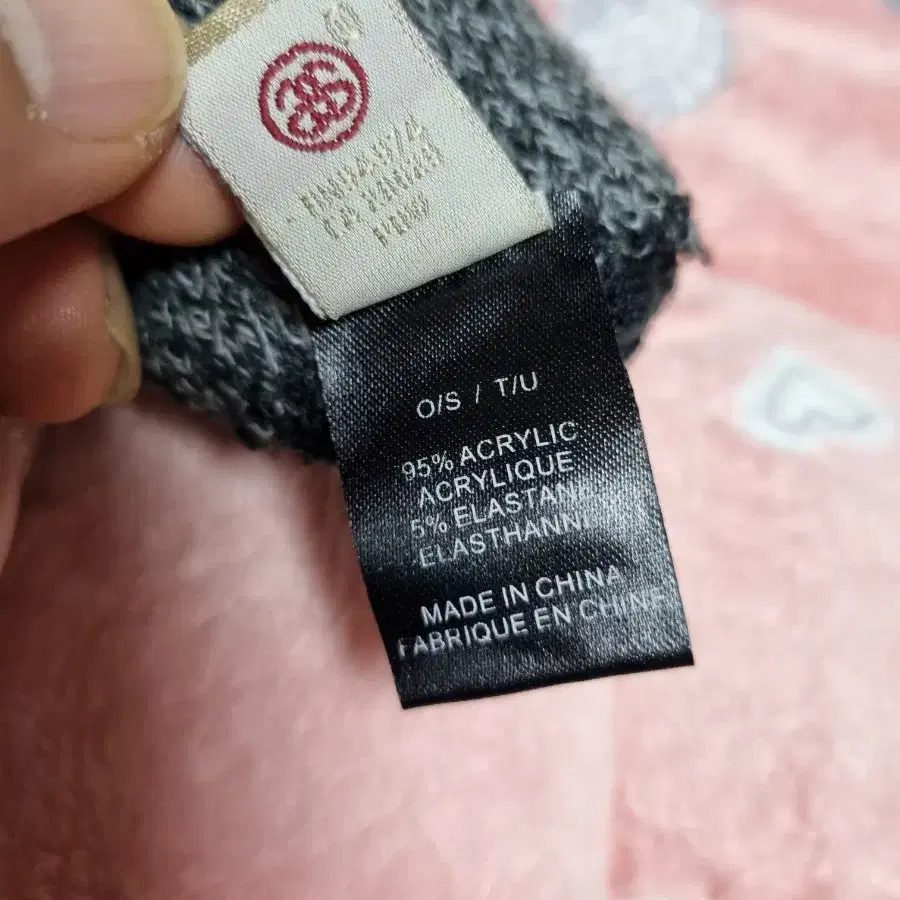 O/S / T/U
95% ACRYLIC
ACRYLIQUE
5% ELASTANE
ELASTHANNE
MADE IN CHINA
FABRIQUE EN CHINE